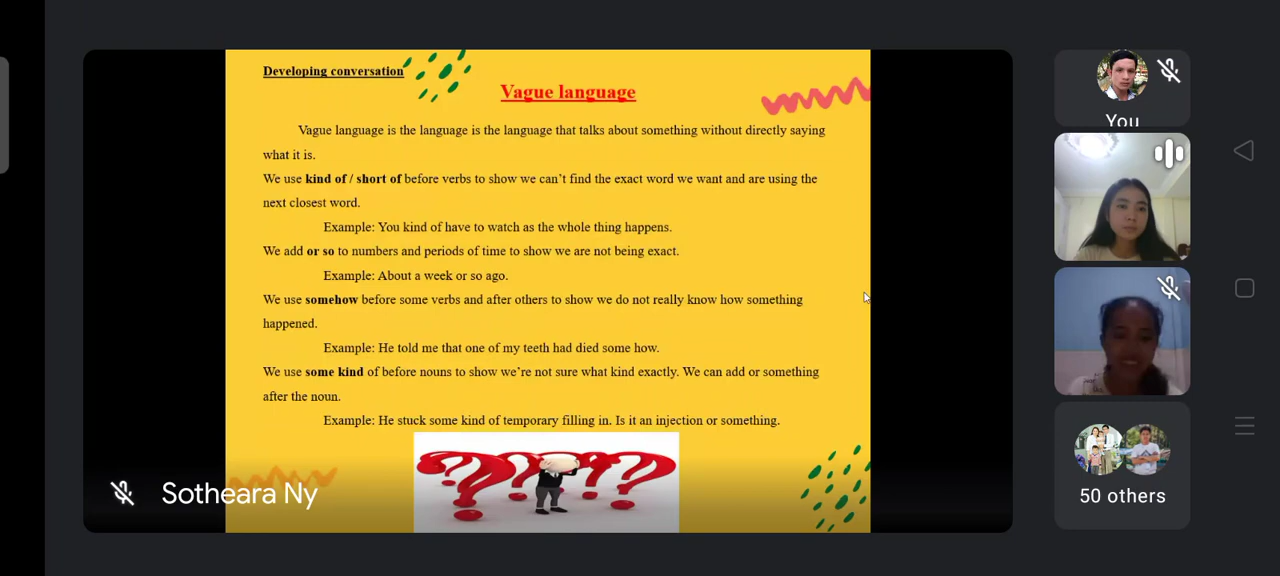 Developing conversation
Vague language
Vague language is the language is the language that talks about something without directly saying
what it is.
We use kind of / short of before verbs to show we can't find the exact word we want and are using the
next closest word.
Example: You kind of have to watch as the whole thing happens.
We add or so to numbers and periods of time to show we are not being exact.
Example: About a week or so ago.
We use somehow before some verbs and after others to show we do not really know how something
happened.
Example: He told me that one of my teeth had died some how.
We use some kind of before nouns to show we're not sure what kind exactly. We can add or something
after the noun.
Example: He stuck some kind of temporary filling in. Is it an injection or something.
Sotheara Ny
You
50 others